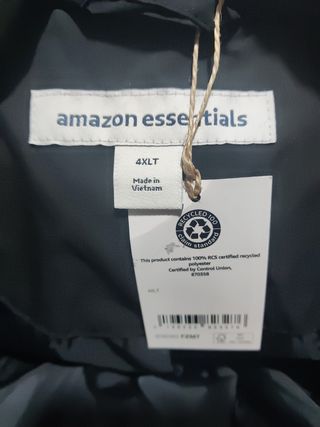 amazon essentials
4XLT
Made in
Vietnam
RECYCLED 100
claim standard
This product contains 100% RCS certified recycled
polyester
Certified by Control Union,
870558
4XLT